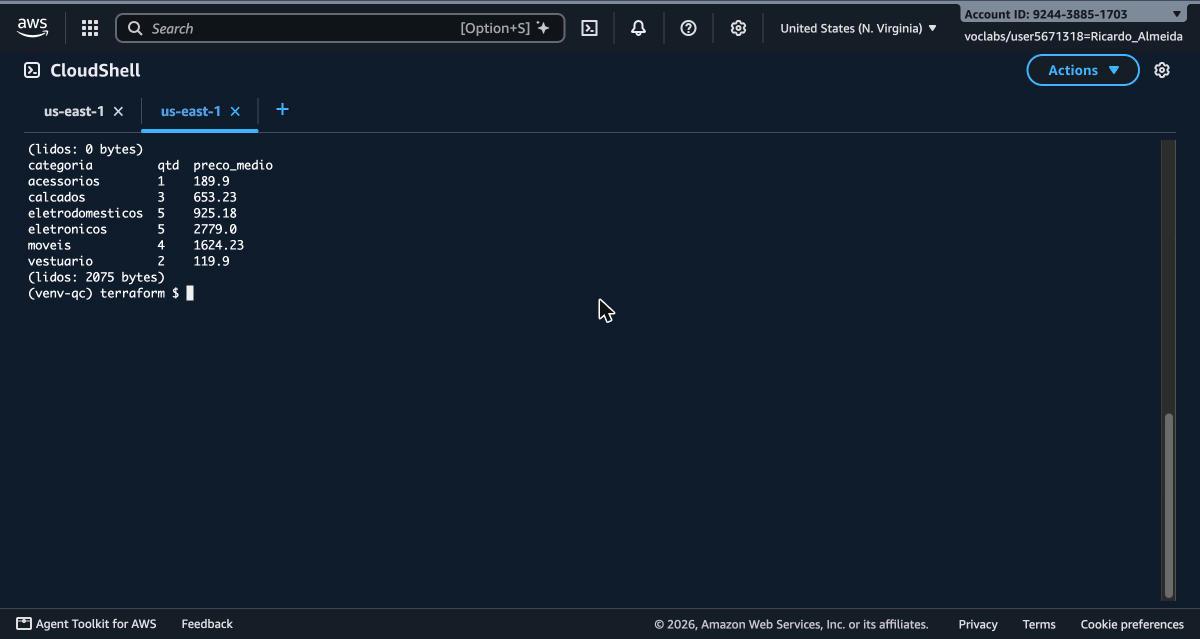 aws
Search
[Option+S]
United States (N. Virginia)
Account ID: 9244-3885-1703
voclabs/user5671318=Ricardo_Almeida
CloudShell
Actions
us-east-1
us-east-1
(lidos: 0 bytes)
categoria qtd preco_medio
acessorios 1 189.9
calcados 3 653.23
eletrodomesticos 5 925.18
eletronicos 5 2779.0
moveis 4 1624.23
vestuario 2 119.9
(lidos: 2075 bytes)
(venv-qc) terraform $
Agent Toolkit for AWS Feedback © 2026, Amazon Web Services, Inc. or its affiliates. Privacy Terms Cookie preferences